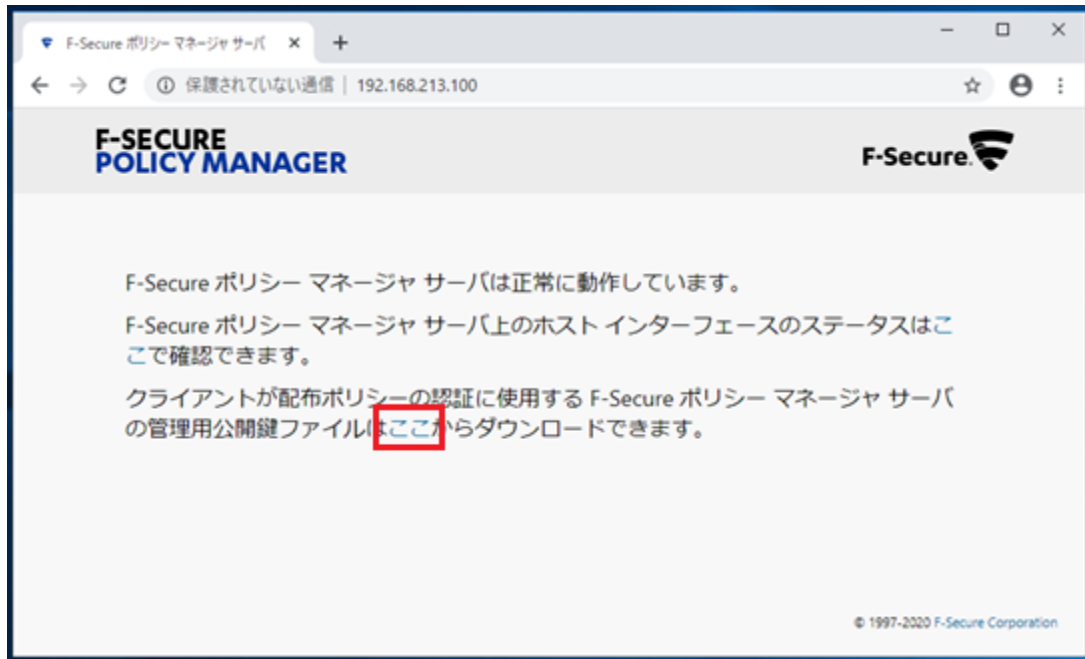 F-Secure ポリシー マネージャ サーバ
保護されていない通信 | 192.168.213.100
F-SECURE
POLICY MANAGER
F-Secure.
F-Secure ポリシー マネージャ サーバは正常に動作しています。
F-Secure ポリシー マネージャ サーバ上のホスト インターフェースのステータスはこ
こで確認できます。
クライアントが配布ポリシーの認証に使用する F-Secure ポリシー マネージャ サーバ
の管理用公開鍵ファイルはここからダウンロードできます。
© 1997-2020 F-Secure Corporation